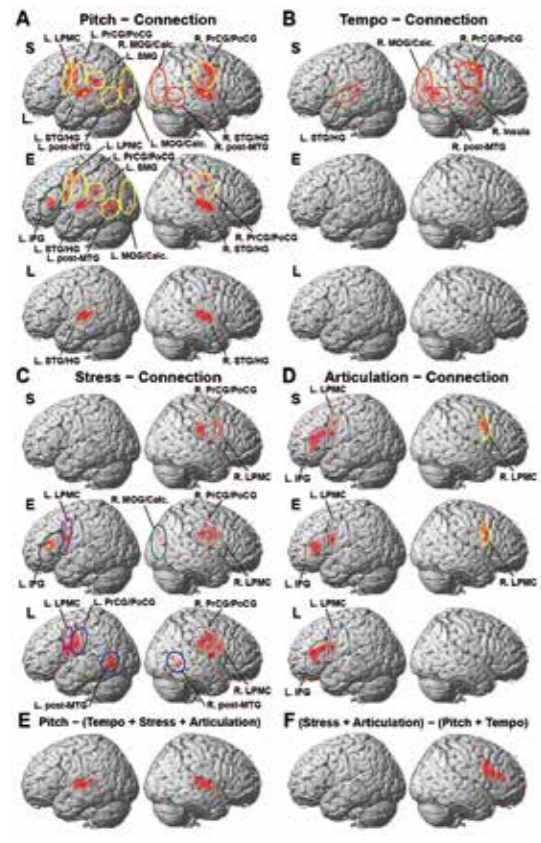 A Pitch – Connection
S
L. LPMC
L. PrCG/PoCG
R. MOG/Calc.
L. SMG
R. PrCG/PoCG
L.
L. STG/HG
L. post-MTG
L. MOG/Calc.
R. STG/HG
R. post-MTG
E
L. LPMC
L. PrCG/PoCG
L. SMG
L. IFG
L. STG/HG
L. post-MTG
L. MOG/Calc.
R. PrCG/PoCG
R. STG/HG
L
L. STG/HG
R. STG/HG
B Tempo – Connection
S
R. MOG/Calc.
R. PrCG/PoCG
L. STG/HG
R. Insula
R. post-MTG
E
L
C Stress – Connection
S
R. PrCG/PoCG
R. LPMC
E
L. LPMC
R. MOG/Calc.
R. PrCG/PoCG
L. IFG
R. LPMC
L
L. LPMC
L. PrCG/PoCG
R. PrCG/PoCG
L. post-MTG
R. LPMC
R. post-MTG
D Articulation – Connection
S
L. LPMC
L. IFG
R. LPMC
E
L. LPMC
L. IFG
R. LPMC
L
L. LPMC
L. IFG
E Pitch – (Tempo + Stress + Articulation)
F (Stress + Articulation) – (Pitch + Tempo)